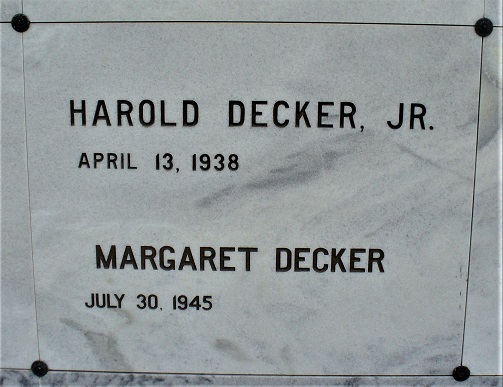 HAROLD DECKER, JR.
APRIL 13, 1938
MARGARET DECKER
JULY 30, 1945